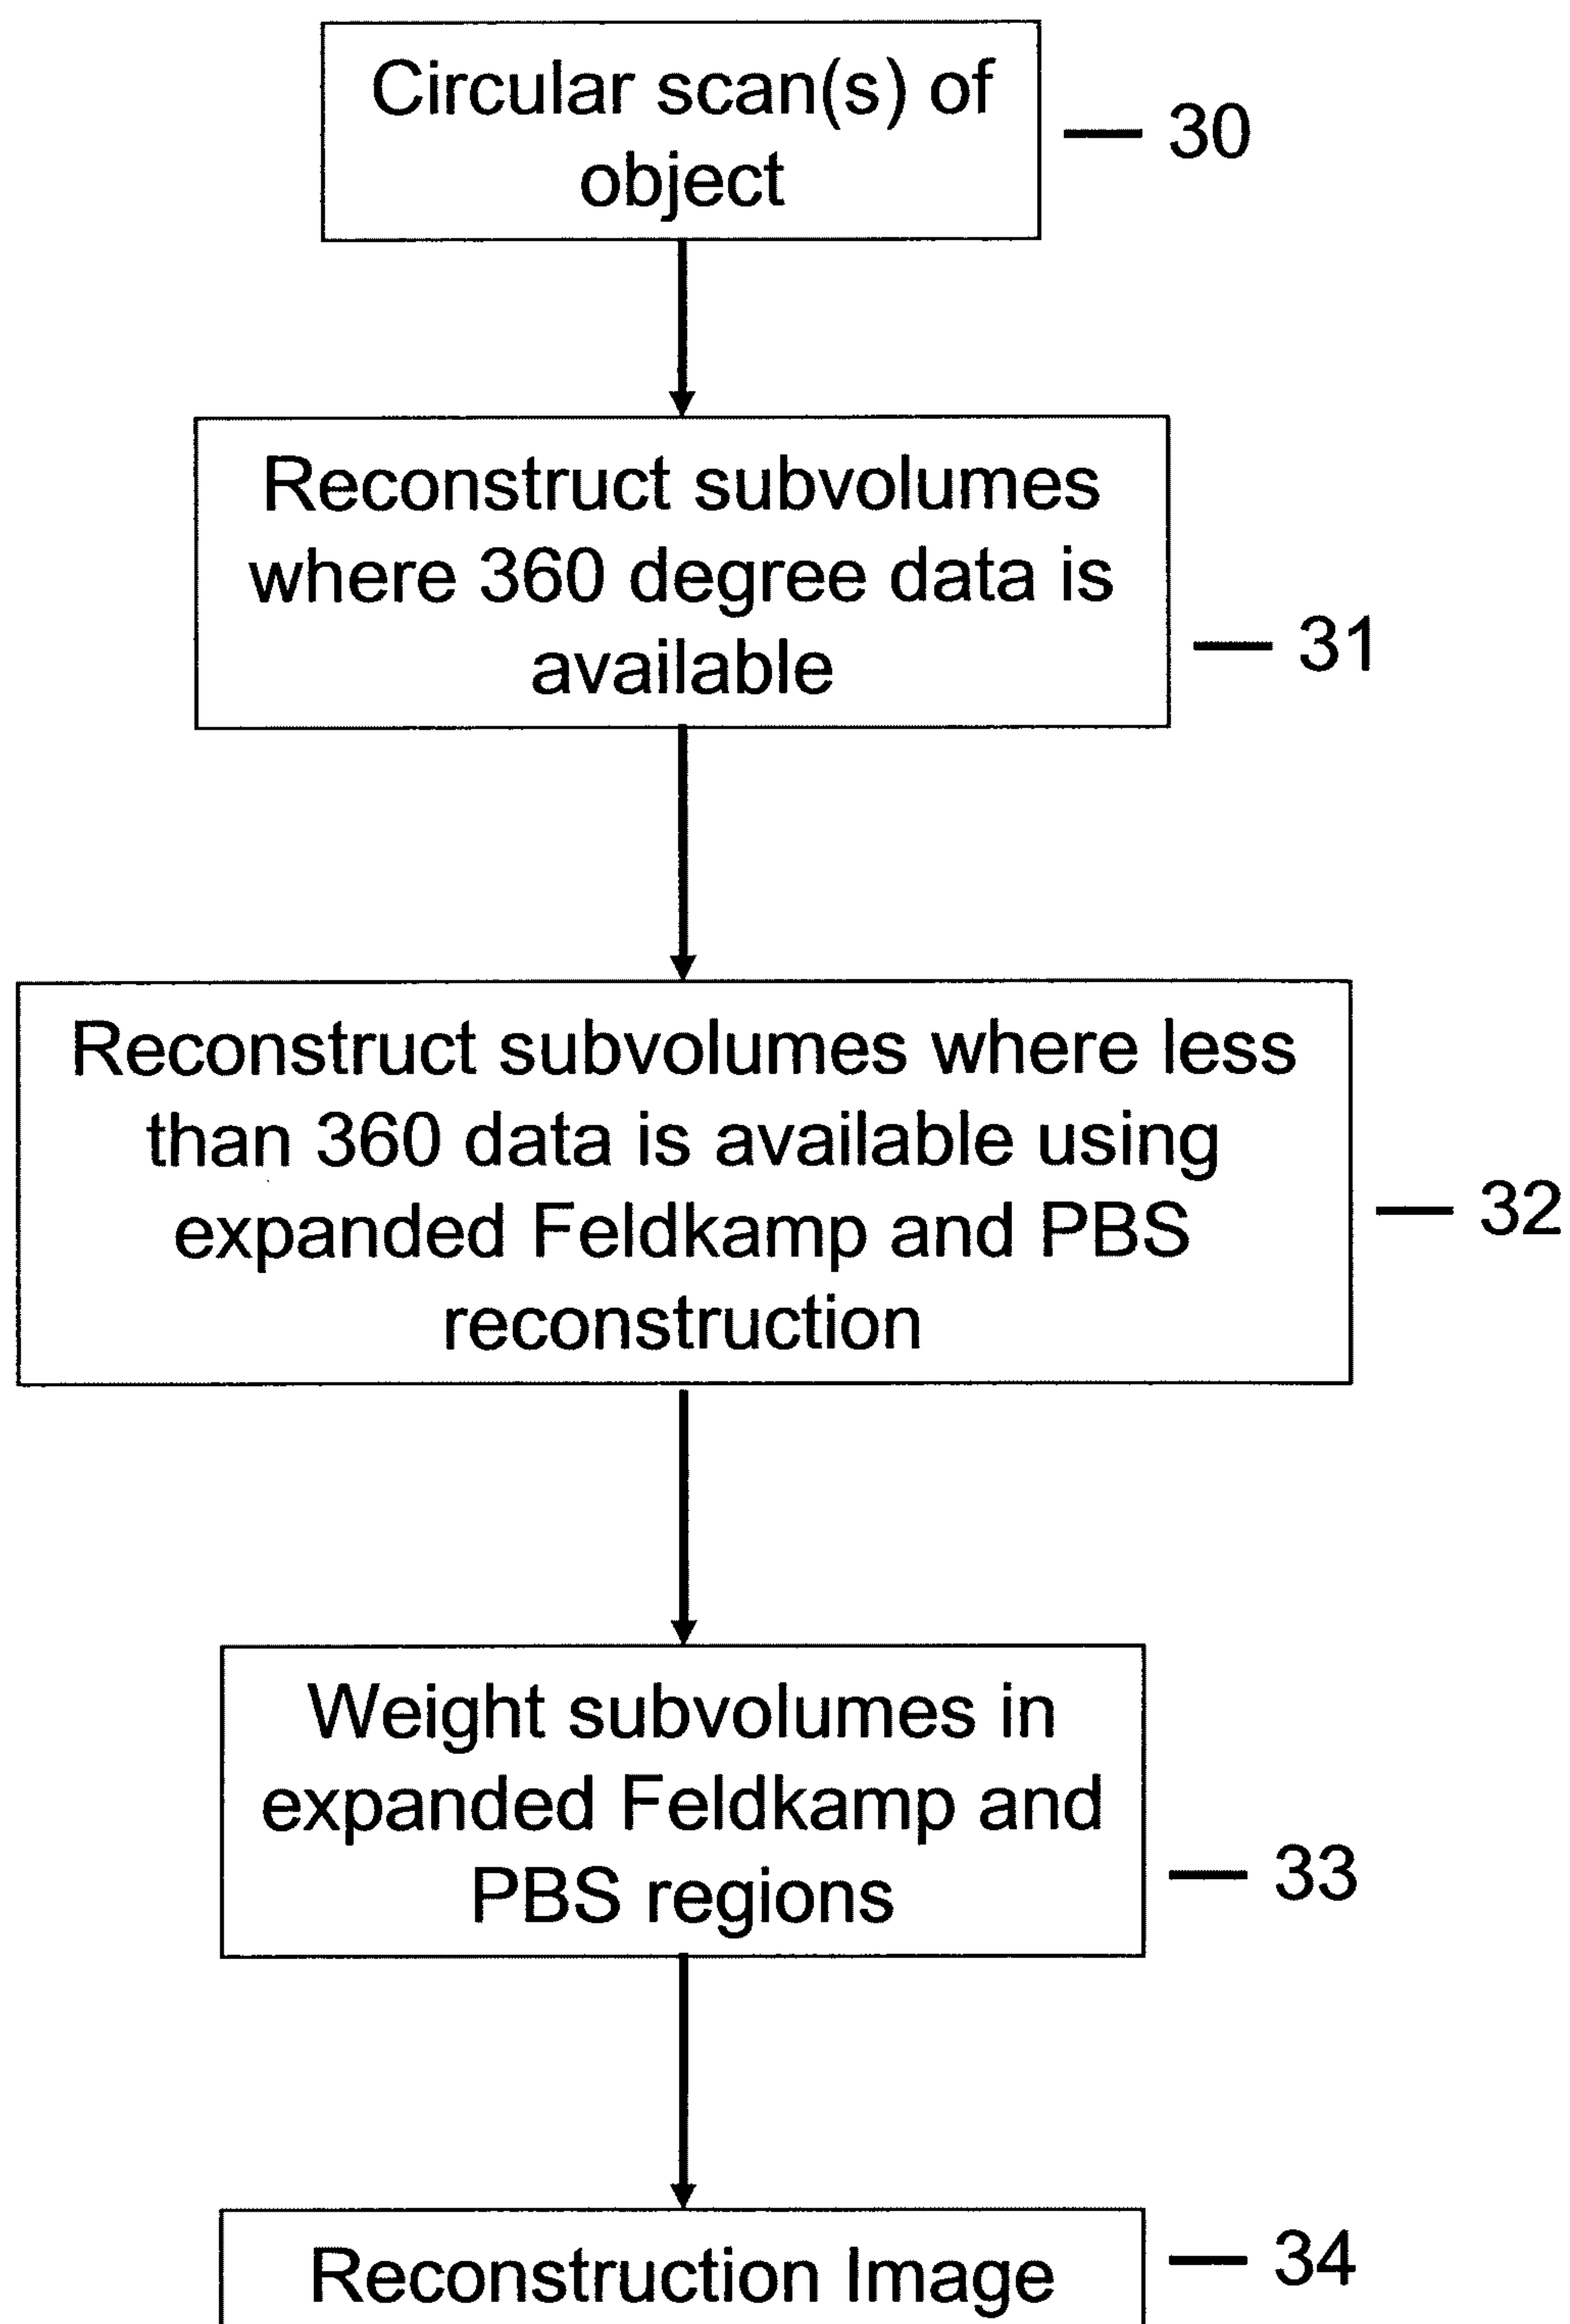 Circular scan(s) of
object
30
Reconstruct subvolumes
where 360 degree data is
available
31
Reconstruct subvolumes where less
than 360 data is available using
expanded Feldkamp and PBS
reconstruction
32
Weight subvolumes in
expanded Feldkamp and
PBS regions
33
Reconstruction Image
34